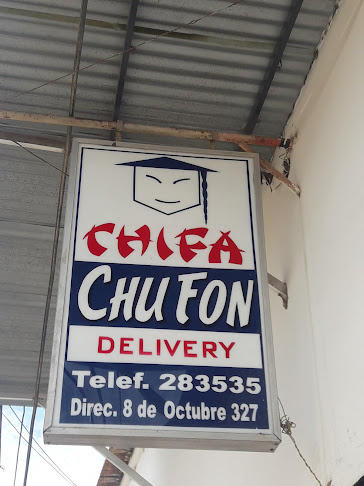 CHIFA
CHU FON
DELIVERY
Telef. 283535
Direc. 8 de Octubre 327